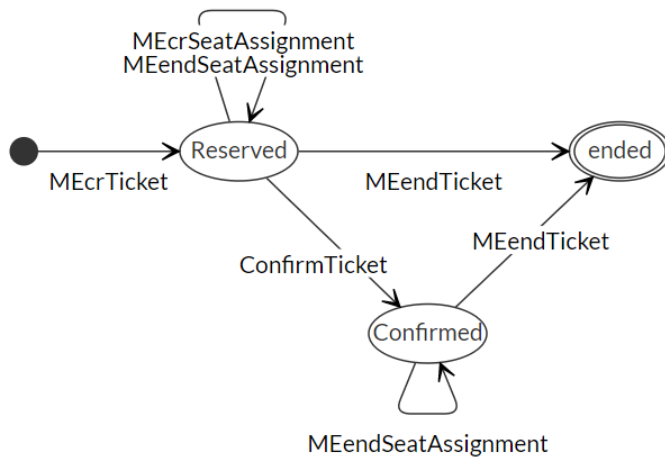 MEcrSeatAssignment
MEendSeatAssignment
Reserved
ended
MEcrTicket
MEendTicket
MEendTicket
ConfirmTicket
Confirmed
MEendSeatAssignment